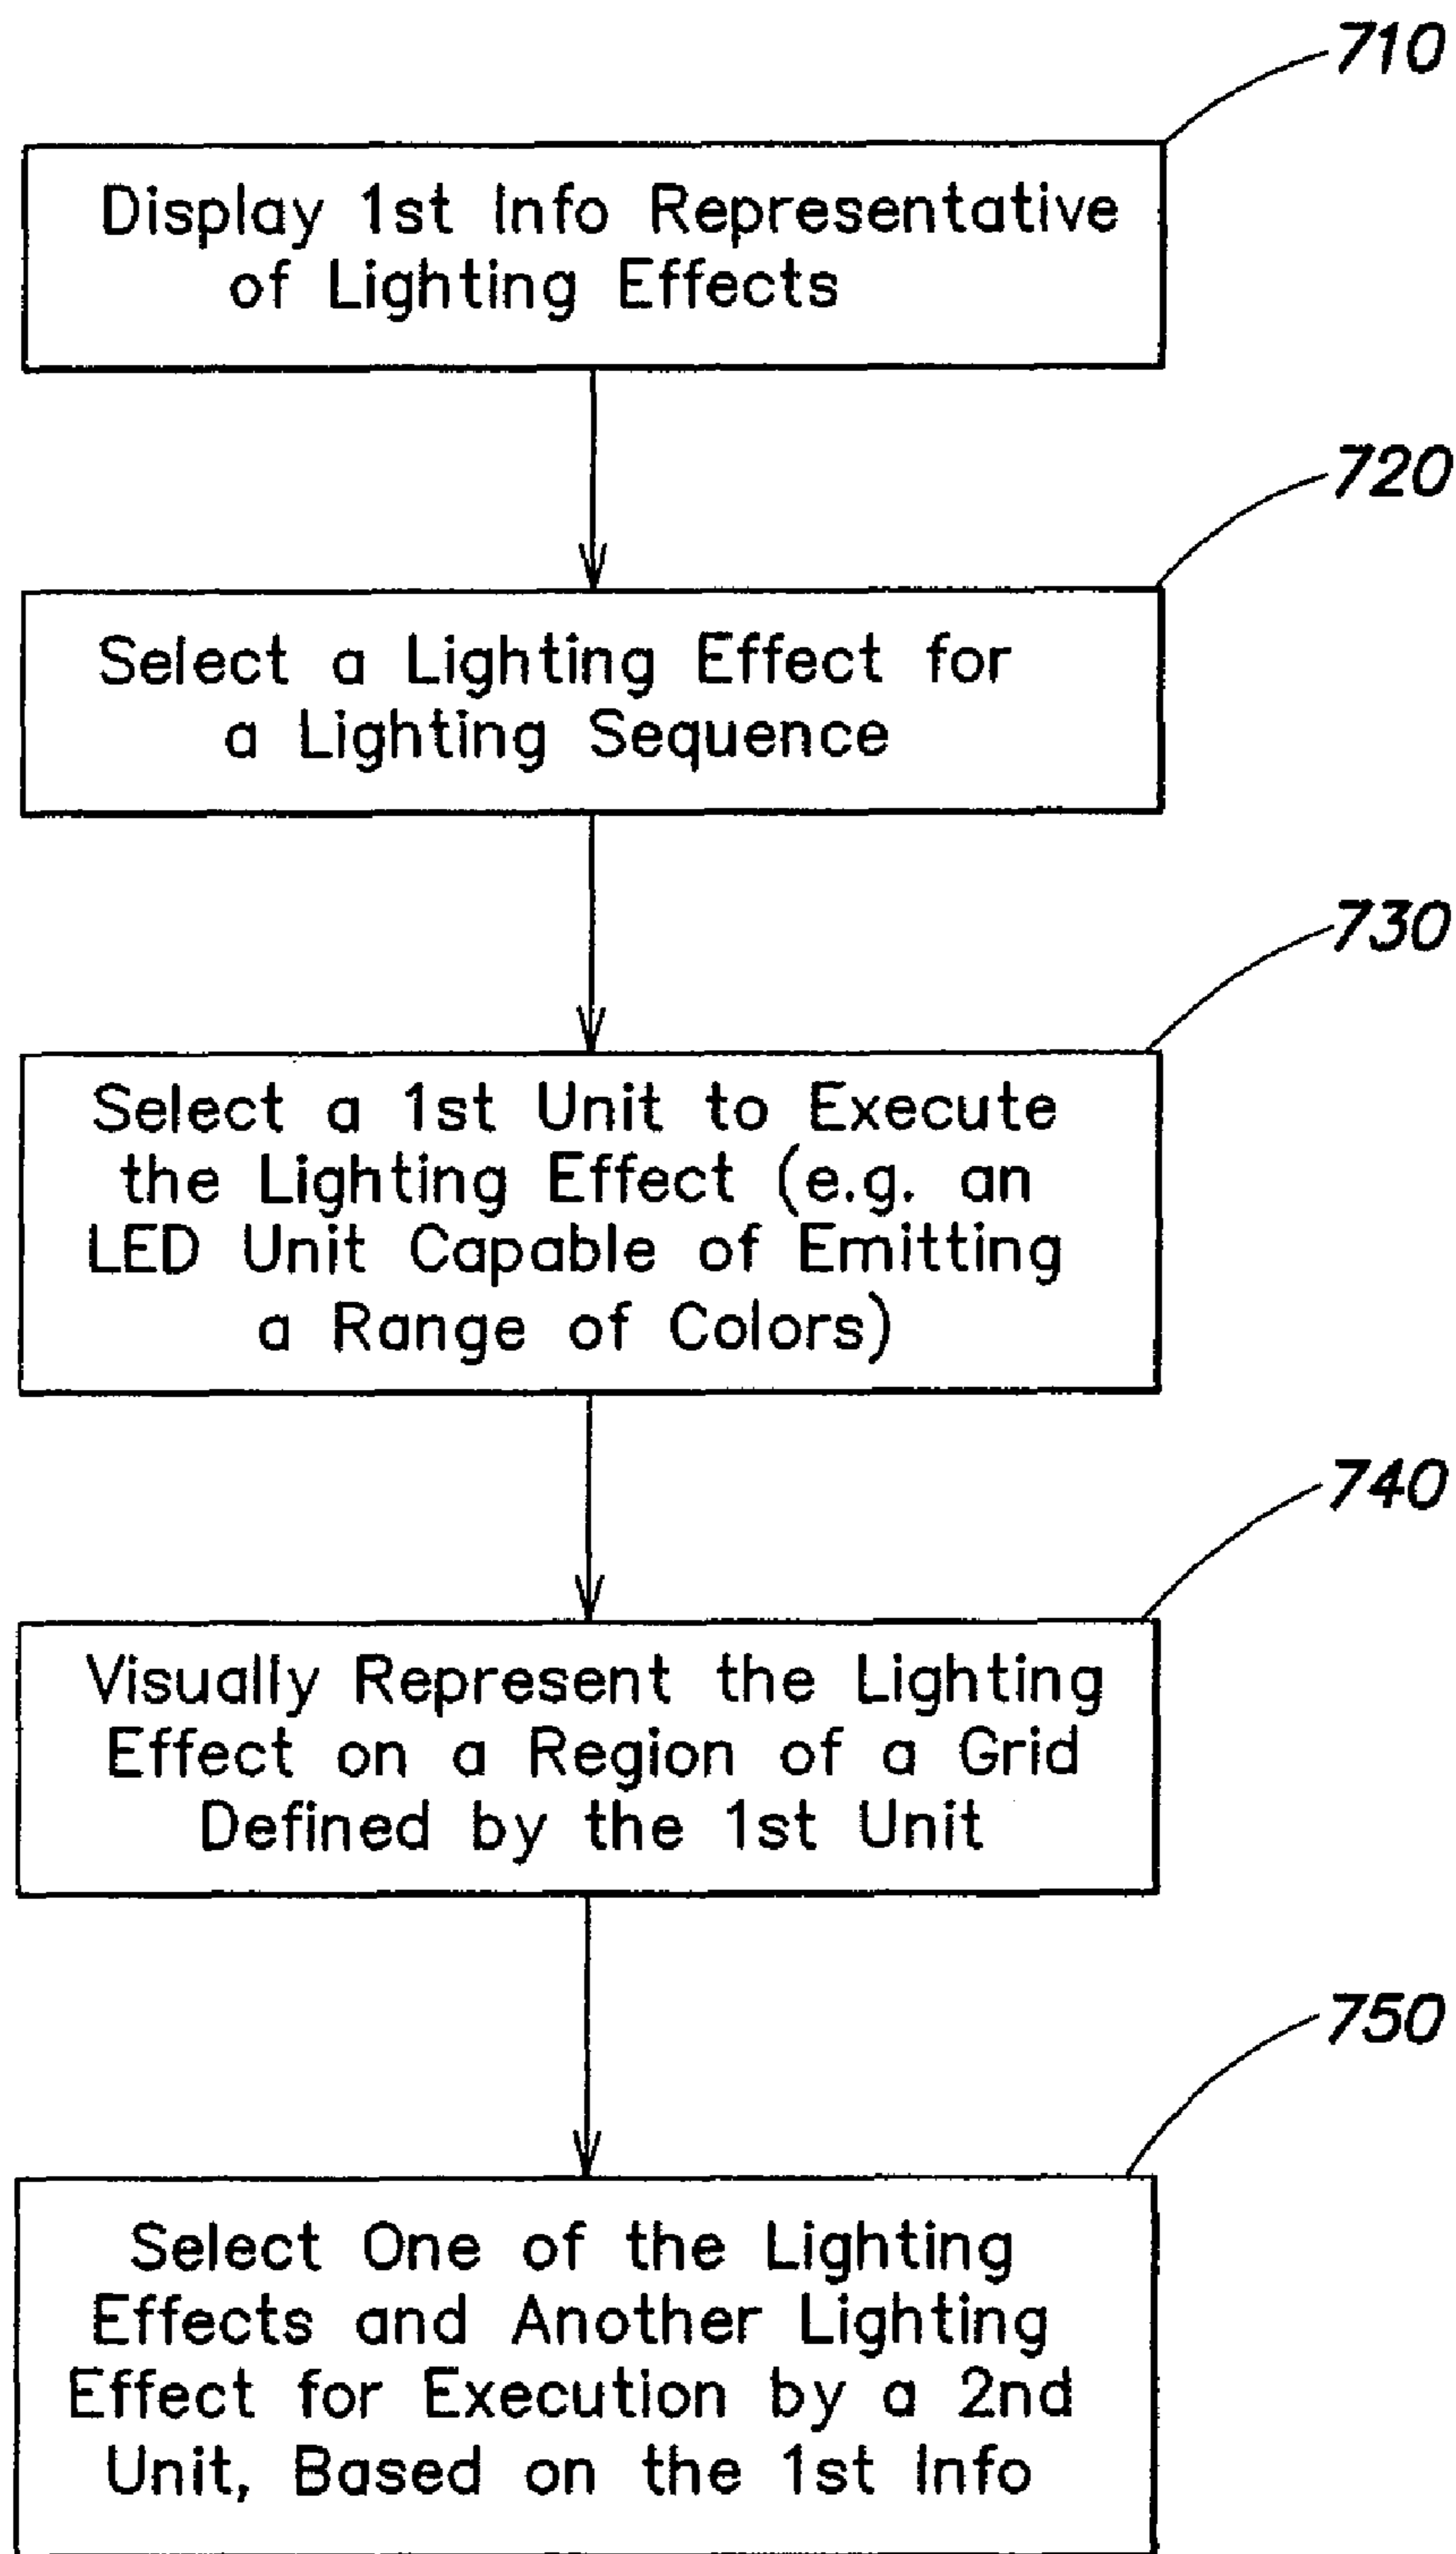 710
Display 1st Info Representative
of Lighting Effects
720
Select a Lighting Effect for
a Lighting Sequence
730
Select a 1st Unit to Execute
the Lighting Effect (e.g. an
LED Unit Capable of Emitting
a Range of Colors)
740
Visually Represent the Lighting
Effect on a Region of a Grid
Defined by the 1st Unit
750
Select One of the Lighting
Effects and Another Lighting
Effect for Execution by a 2nd
Unit, Based on the 1st Info